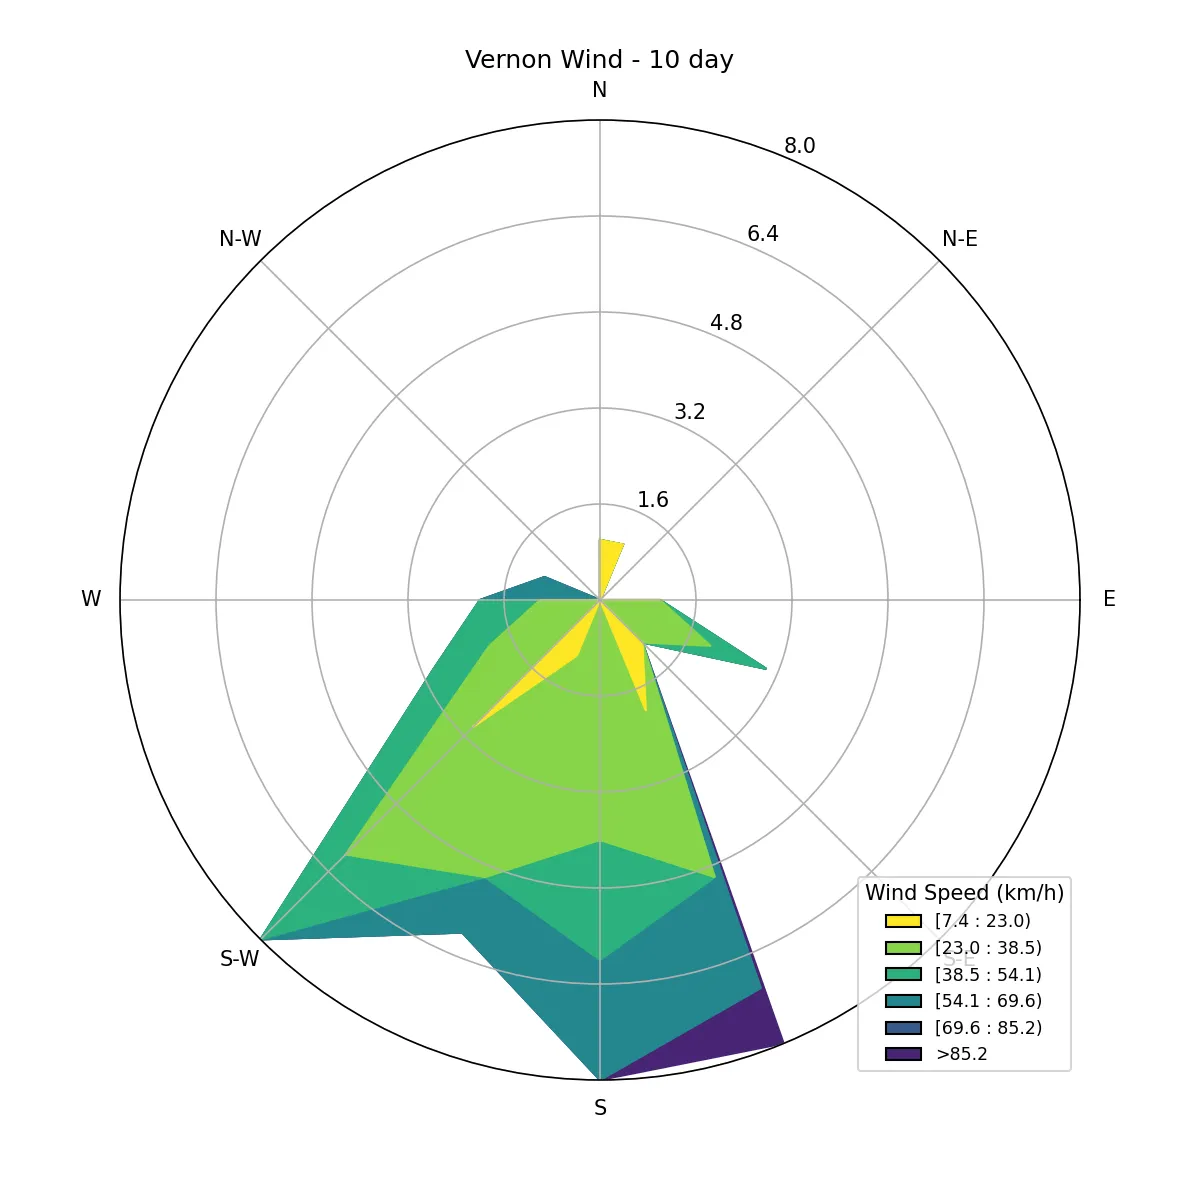 Vernon Wind - 10 day
N
8.0
N-W
6.4
N-E
4.8
3.2
1.6
W
E
Wind Speed (km/h)
[7.4 : 23.0)
[23.0 : 38.5)
S-W
S-E
[38.5 : 54.1)
[54.1 : 69.6)
[69.6 : 85.2)
>85.2
S